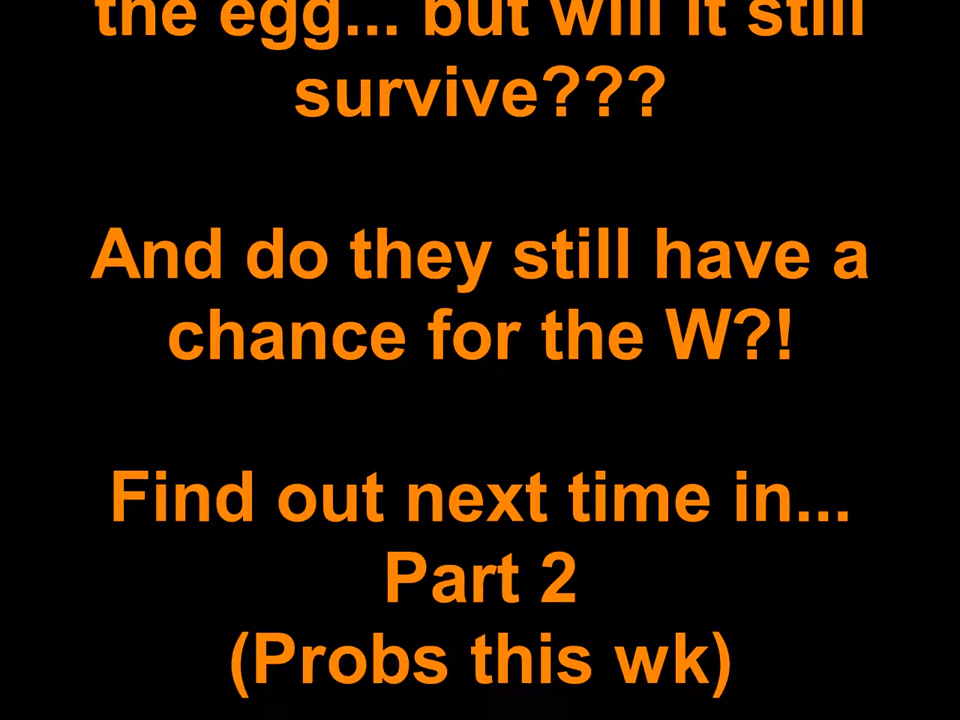 the egg... but will it still
survive???
And do they still have a
chance for the W?!
Find out next time in...
Part 2
(Probs this wk)